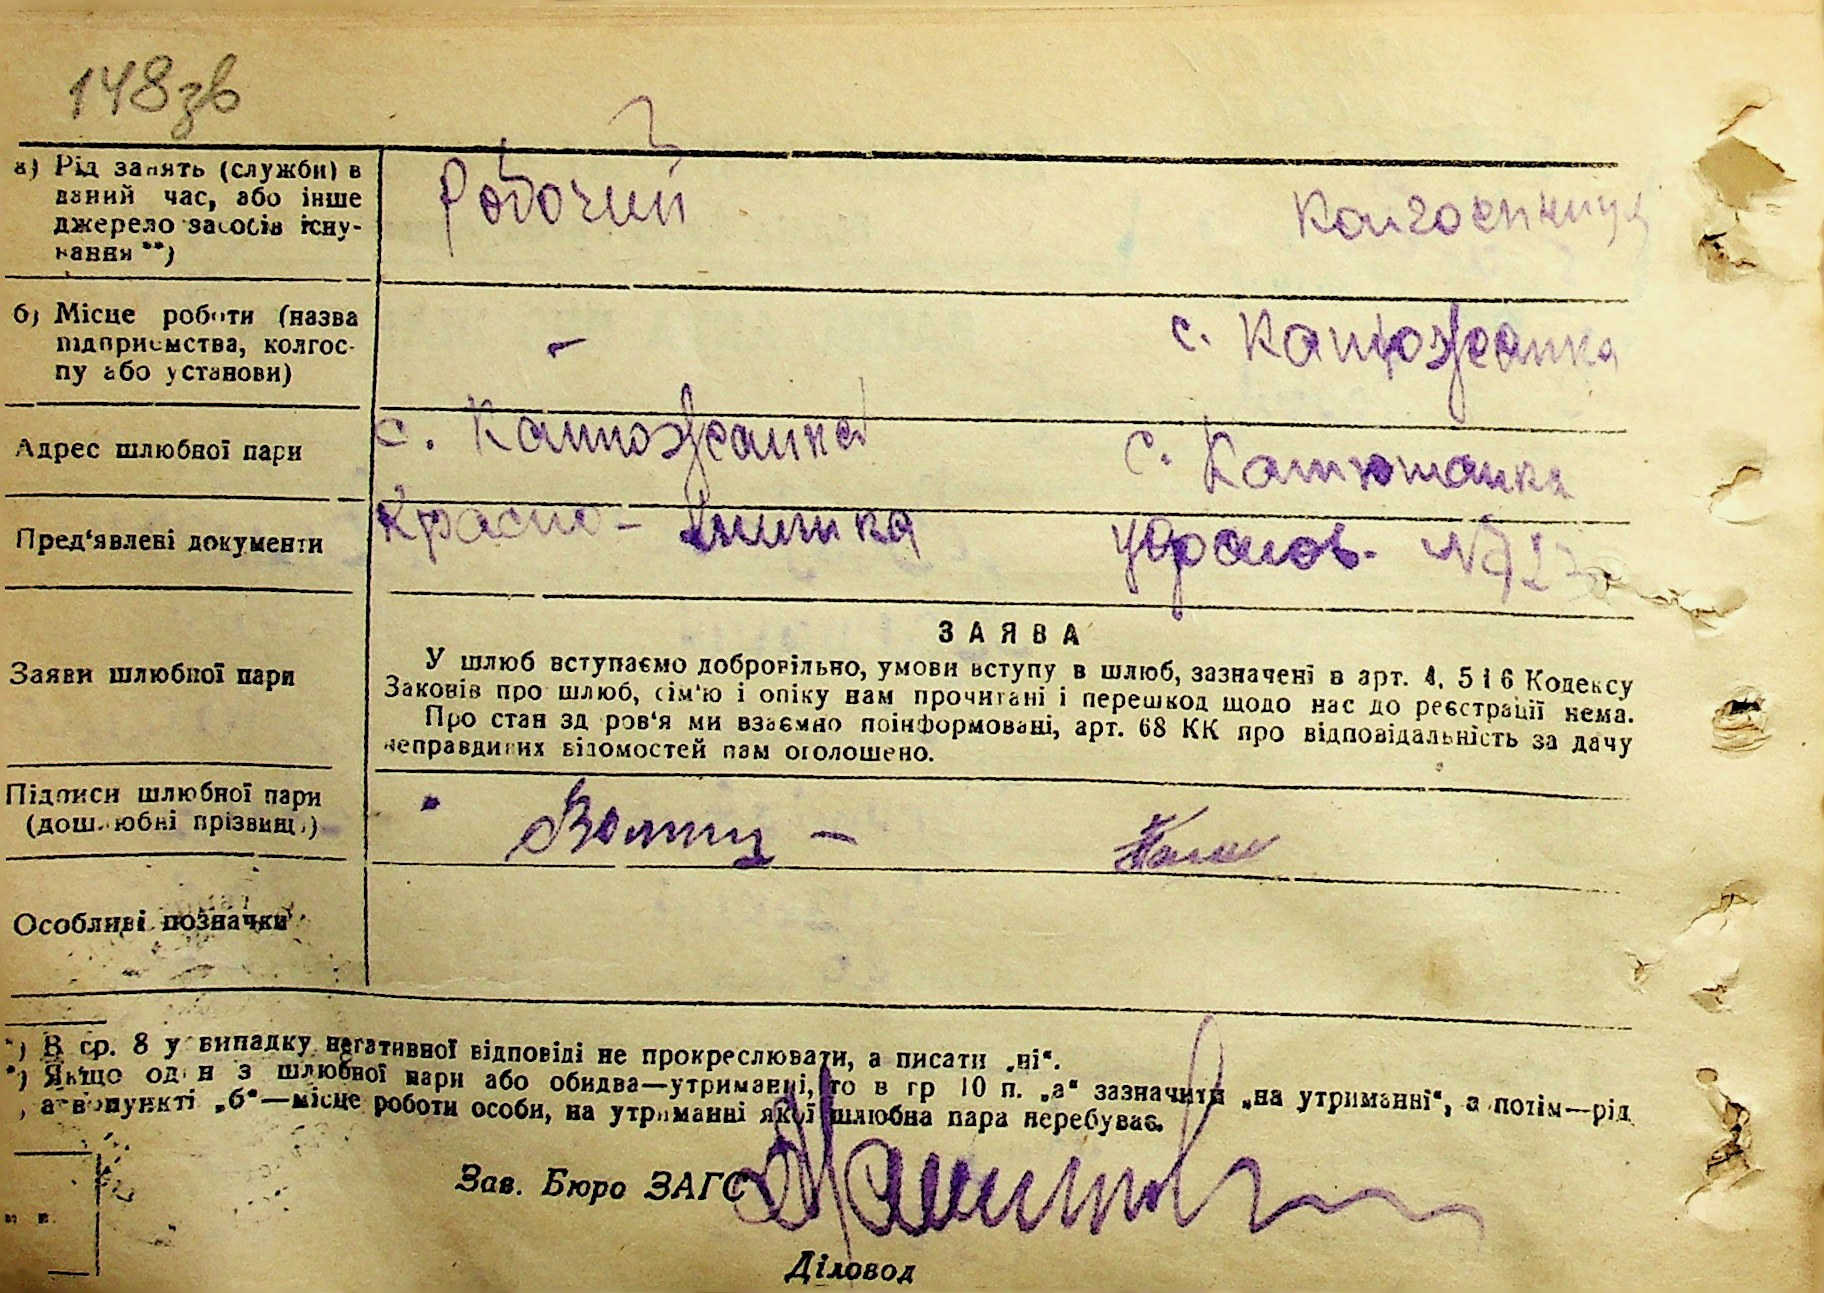 148зв
а) Рід занять (служби) в
даний час, або інше
джерело засобів існу-
вання **)
Робочий
Колгоспниця
б) Місце роботи (назва
підприємства, колгос-
пу або установи)
–
с. Катюжанка
Адрес шлюбної пари
с. Катюжанка
с. Катюжанка
Пред'явлені документи
Красно-
Заяви шлюбної пари
ЗАЯВА
У шлюб вступаємо добровільно, умови вступу в шлюб, зазначені в арт. 4, 5 і 6 Кодексу
Законів про шлюб, сім'ю і опіку нам прочитані і перешкод щодо нас до реєстрації нема.
Про стан здоров'я ми взаємно поінформовані, арт. 68 КК про відповідальність за дачу
неправдивих відомостей нам оголошено.
Підписи шлюбної пари
(дошлюбні прізвища)
Особливі позначки
*) В гр. 8 у випадку негативної відповіді не прокреслювати, а писати „ні“.
*) Якщо один з шлюбної пари або обидва—утриманні, то в гр 10 п. „а“ зазначити „на утриманні“, а потім—рід
, а в пункті „б“—місце роботи особи, на утриманні якої шлюбна пара перебуває.
Зав. Бюро ЗАГС
Діловод